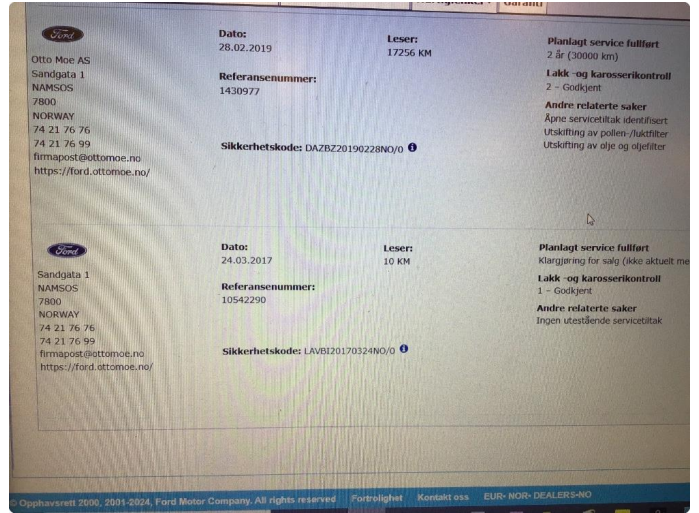 Garanti
Ford
Otto Moe AS
Sandgata 1
NAMSOS
7800
NORWAY
74 21 76 76
74 21 76 99
firmapost@ottomoe.no
https://ford.ottomoe.no/
Dato:
28.02.2019
Referansenummer:
1430977
Leser:
17256 KM
Sikkerhetskode: DAZBZ20190228NO/0
Planlagt service fullført
2 år (30000 km)
Lakk -og karosserikontroll
2 - Godkjent
Andre relaterte saker
Åpne servicetiltak identifisert
Utskifting av pollen-/luktfilter
Utskifting av olje og oljefilter
Ford
Sandgata 1
NAMSOS
7800
NORWAY
74 21 76 76
74 21 76 99
firmapost@ottomoe.no
https://ford.ottomoe.no/
Dato:
24.03.2017
Referansenummer:
10542290
Leser:
10 KM
Sikkerhetskode: LAVBI20170324NO/0
Planlagt service fullført
Klargjøring for salg (ikke aktuelt me
Lakk -og karosserikontroll
1 - Godkjent
Andre relaterte saker
Ingen utestående servicetiltak
© Opphavsrett 2000, 2001-2024, Ford Motor Company. All rights reserved Fortrolighet Kontakt oss EUR- NOR- DEALERS-NO